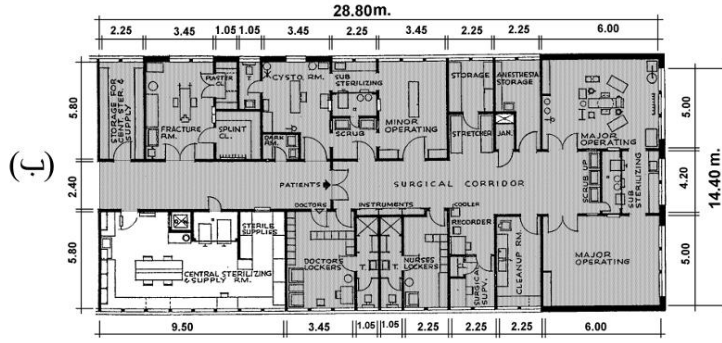 28.80m.
2.25 3.45 1.05 1.05 3.45 2.25 3.45 2.25 2.25 6.00
5.80
2.40
5.80
(ج)
STORAGE FOR
CENT. STER. &
SUPPLY
FRACTURE
RM.
PLASTER
CL.
SPLINT
CL.
T.
CYSTO. RM.
DARK
RM.
SUB
STERILIZING
SCRUB
MINOR
OPERATING
STORAGE
STRETCHER
ANESTHESIA
STORAGE
JAN.
MAJOR
OPERATING
SCRUB UP
SUB
STERILIZING
PATIENTS
SURGICAL CORRIDOR
DOCTORS
INSTRUMENTS
COOLER
STERILE
SUPPLIES
CENTRAL STERILIZING
& SUPPLY RM.
DOCTORS
LOCKERS
T.
T.
NURSES
LOCKERS
RECORDER
SURGICAL
SUPV.
CLEANUP RM.
MAJOR
OPERATING
5.00
4.20
5.00
14.40 m.
9.50 3.45 1.05 1.05 2.25 2.25 2.25 6.00